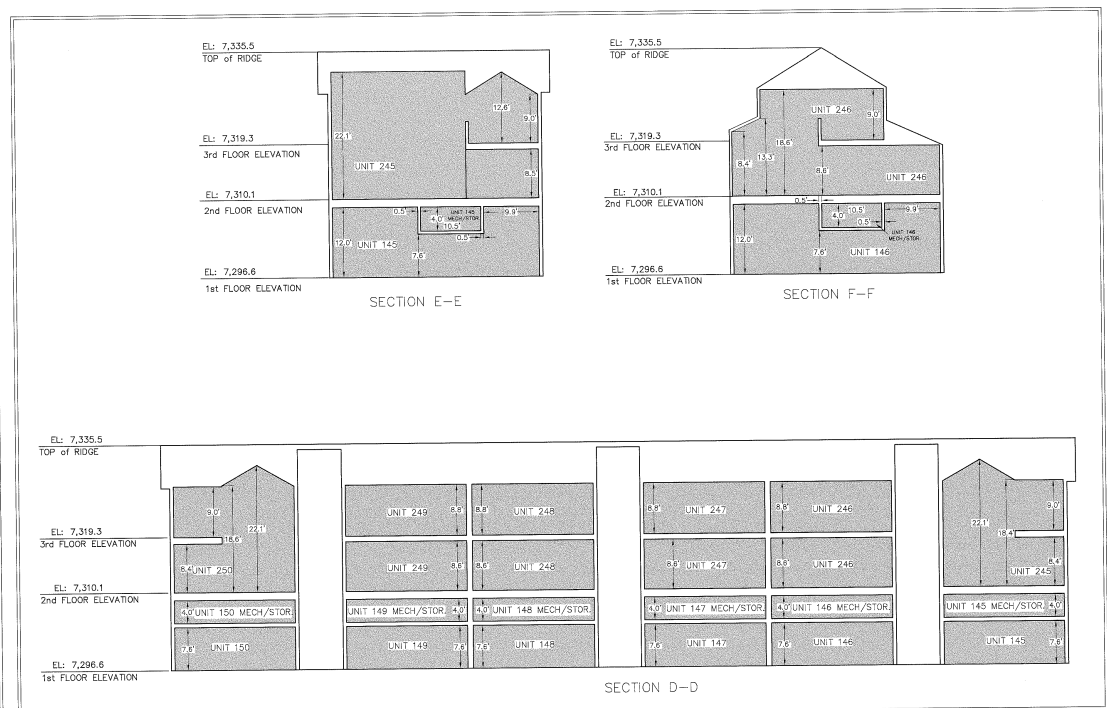 EL: 7,335.5
TOP of RIDGE
EL: 7,319.3
3rd FLOOR ELEVATION
EL: 7,310.1
2nd FLOOR ELEVATION
EL: 7,296.6
1st FLOOR ELEVATION
22.1'
12.6'
9.0'
UNIT 245
8.5'
0.5'
4.0'
UNIT 145
MECH/STOR.
10.5'
9.9'
0.5'
12.0'
UNIT 145
7.6'
SECTION E-E
EL: 7,335.5
TOP of RIDGE
EL: 7,319.3
3rd FLOOR ELEVATION
EL: 7,310.1
2nd FLOOR ELEVATION
EL: 7,296.6
1st FLOOR ELEVATION
UNIT 246
9.0'
8.4'
13.3'
18.6'
8.6'
UNIT 246
0.5'
4.0'
10.5'
0.5'
9.9'
UNIT 146
MECH/STOR.
12.0'
7.6'
UNIT 146
SECTION F-F
EL: 7,335.5
TOP of RIDGE
EL: 7,319.3
3rd FLOOR ELEVATION
EL: 7,310.1
2nd FLOOR ELEVATION
EL: 7,296.6
1st FLOOR ELEVATION
9.0'
18.6'
22.1'
8.4'
UNIT 250
4.0' UNIT 150 MECH/STOR.
7.6'
UNIT 150
UNIT 249 8.8'
8.8' UNIT 248
UNIT 249 8.6'
8.6' UNIT 248
UNIT 149 MECH/STOR. 4.0'
4.0' UNIT 148 MECH/STOR.
UNIT 149 7.6'
7.6' UNIT 148
8.8' UNIT 247
8.8' UNIT 246
8.6' UNIT 247
8.6' UNIT 246
4.0' UNIT 147 MECH/STOR.
4.0' UNIT 146 MECH/STOR.
7.6' UNIT 147
7.6' UNIT 146
22.1'
18.4'
9.0'
8.4'
UNIT 245
UNIT 145 MECH/STOR. 4.0'
UNIT 145 7.6'
SECTION D-D